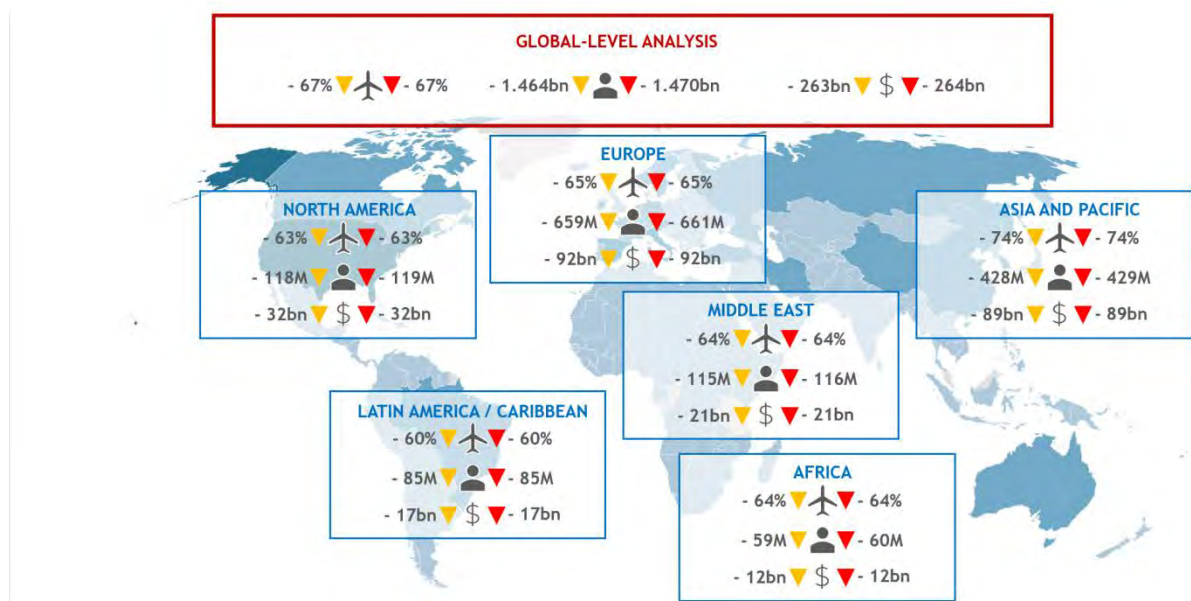 GLOBAL-LEVEL ANALYSIS
- 67% - 67% - 1.464bn - 1.470bn - 263bn $ - 264bn
EUROPE
- 65% - 65%
- 659M - 661M
- 92bn $ - 92bn
NORTH AMERICA
- 63% - 63%
- 118M - 119M
- 32bn $ - 32bn
ASIA AND PACIFIC
- 74% - 74%
- 428M - 429M
- 89bn $ - 89bn
MIDDLE EAST
- 64% - 64%
- 115M - 116M
- 21bn $ - 21bn
LATIN AMERICA / CARIBBEAN
- 60% - 60%
- 85M - 85M
- 17bn $ - 17bn
AFRICA
- 64% - 64%
- 59M - 60M
- 12bn $ - 12bn